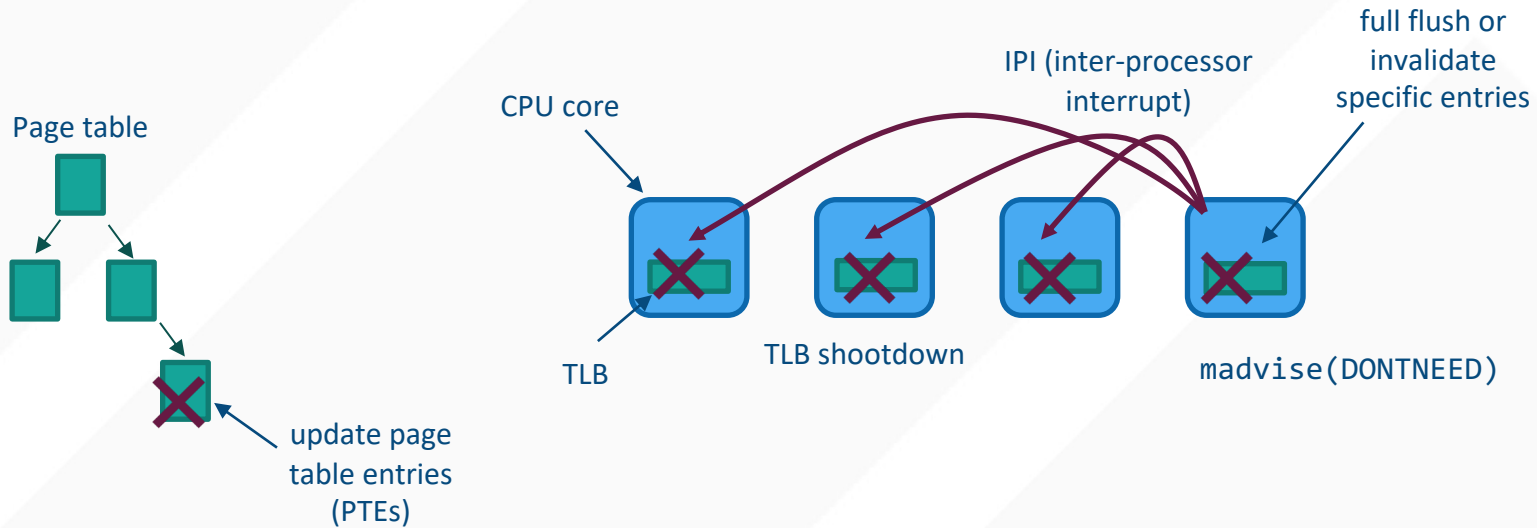 Page table
update page
table entries
(PTEs)
CPU core
TLB
TLB shootdown
IPI (inter-processor
interrupt)
full flush or
invalidate
specific entries
madvise(DONTNEED)